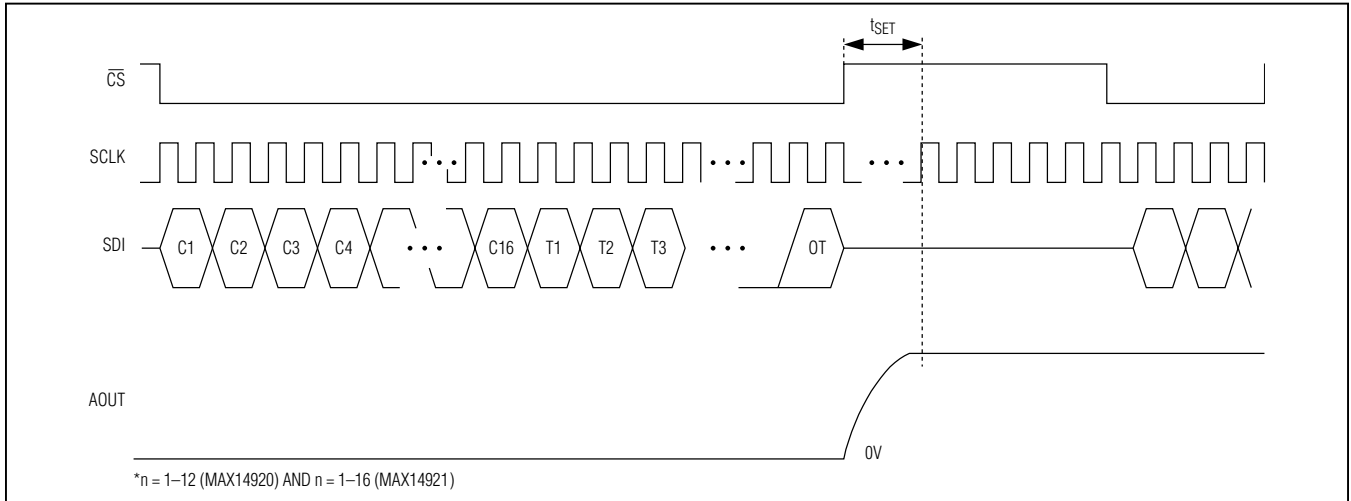 tSET
CS
SCLK
• • •
• • •
• • •
SDI
C1
C2
C3
C4
• • •
C16
T1
T2
T3
• • •
OT
AOUT
0V
*n = 1–12 (MAX14920) AND n = 1–16 (MAX14921)